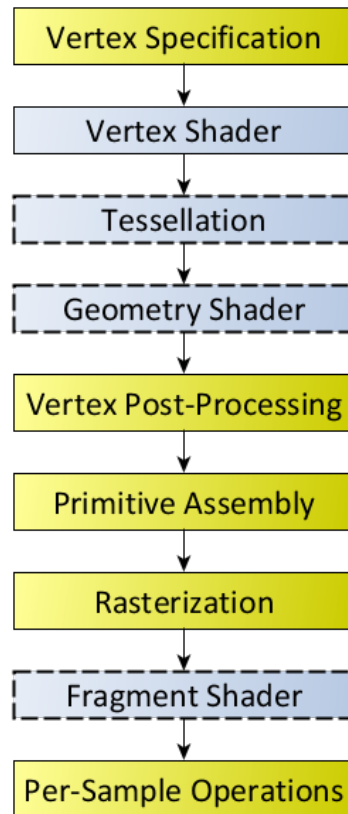 Vertex Specification
Vertex Shader
Tessellation
Geometry Shader
Vertex Post-Processing
Primitive Assembly
Rasterization
Fragment Shader
Per-Sample Operations